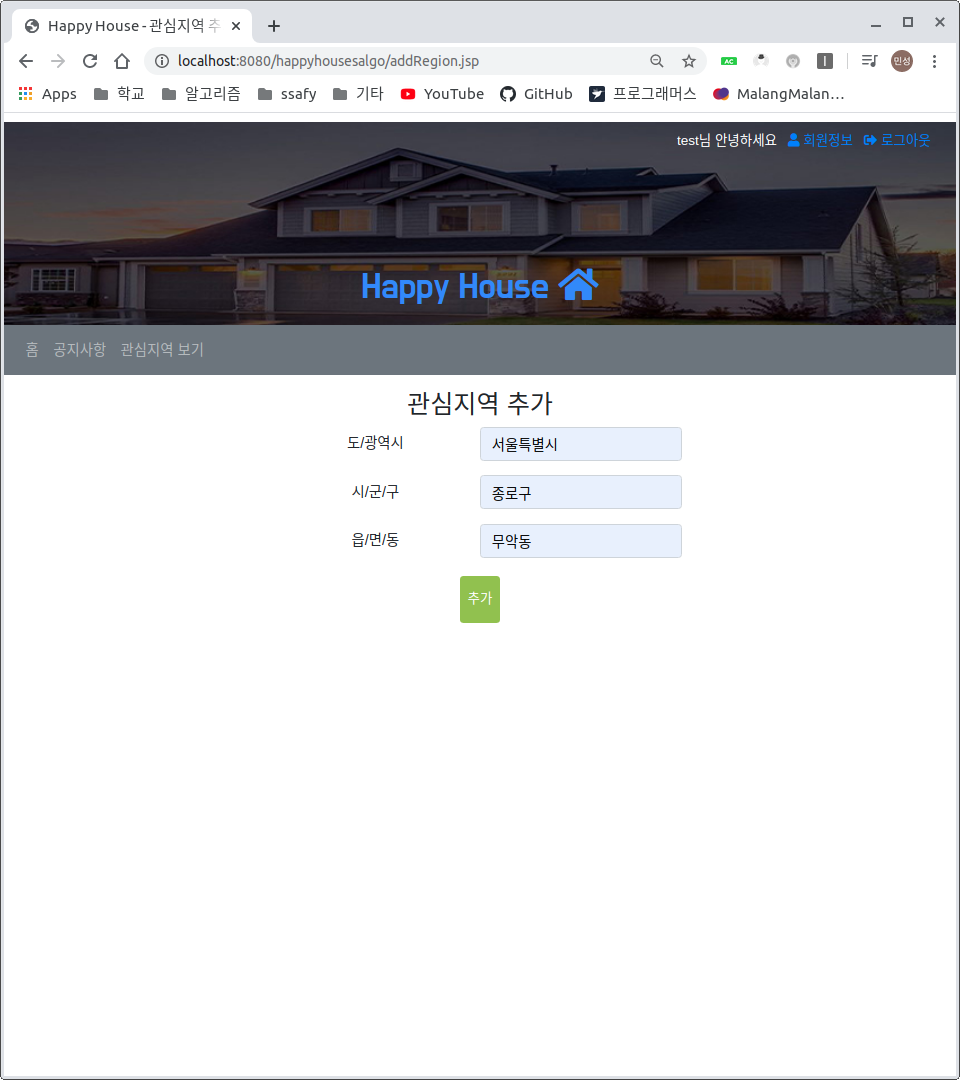 Happy House - 관심지역 추
localhost:8080/happyhousesalgo/addRegion.jsp
AC
민성
Apps 학교 알고리즘 ssafy 기타 YouTube GitHub 프로그래머스 MalangMalan…
test님 안녕하세요 회원정보 로그아웃
Happy House
홈 공지사항 관심지역 보기
관심지역 추가
도/광역시 서울특별시
시/군/구 종로구
읍/면/동 무악동
추가